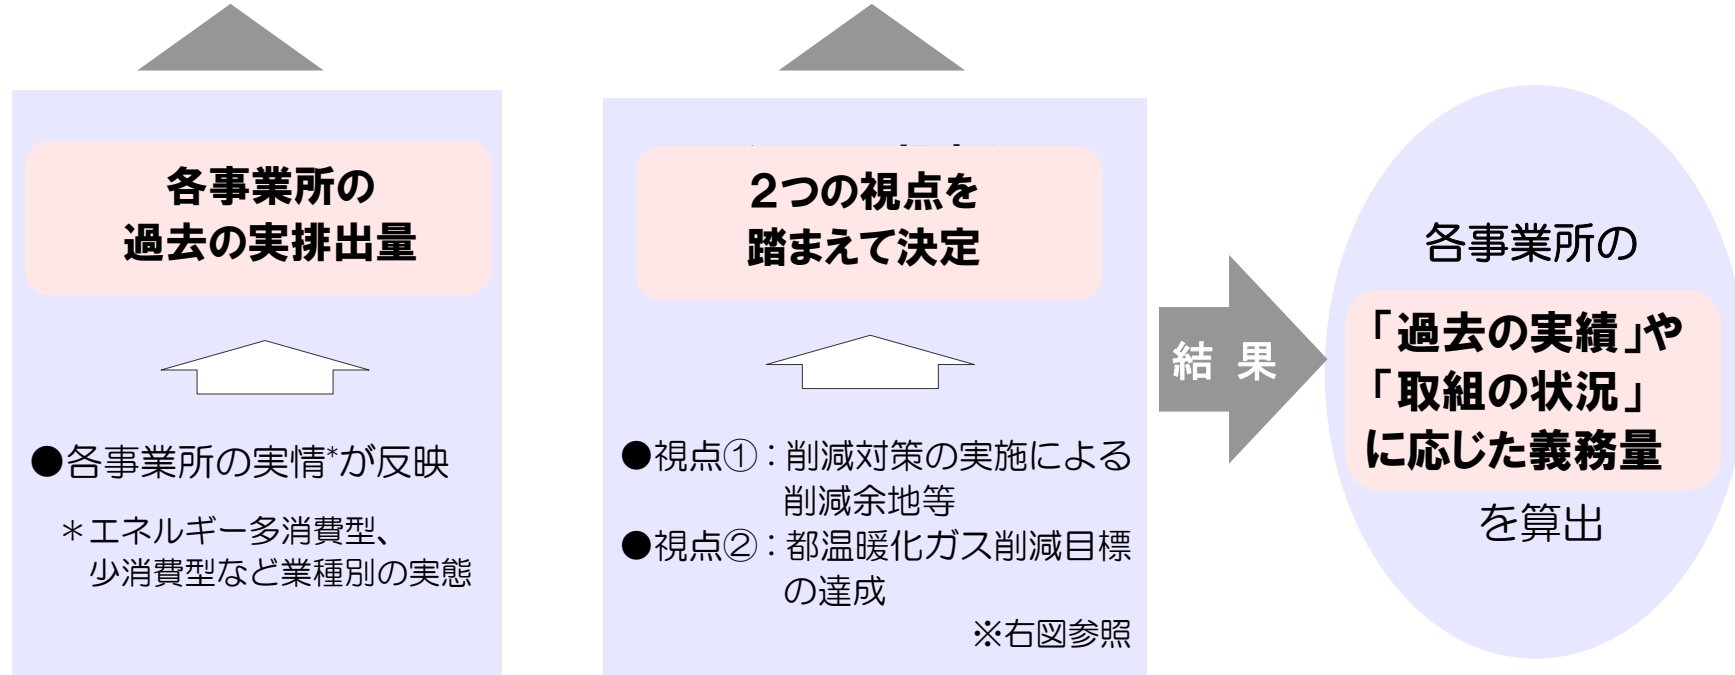 各事業所の
過去の実排出量
●各事業所の実情*が反映
＊エネルギー多消費型、
少消費型など業種別の実態
2つの視点を
踏まえて決定
●視点①：削減対策の実施による
削減余地等
●視点②：都温暖化ガス削減目標
の達成
※右図参照
結 果
各事業所の
「過去の実績」や
「取組の状況」
に応じた義務量
を算出